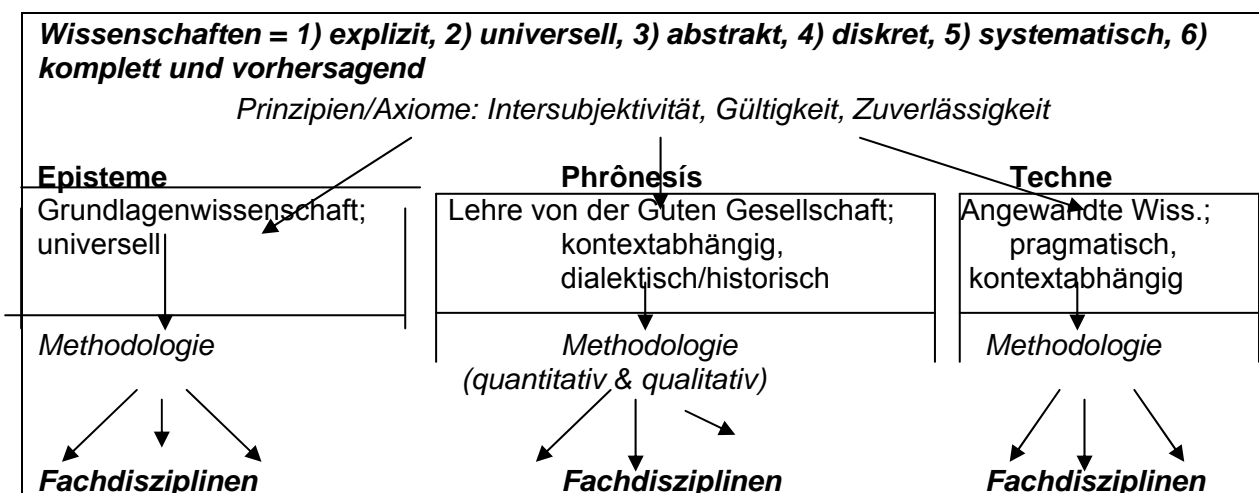 Wissenschaften = 1) explizit, 2) universell, 3) abstrakt, 4) diskret, 5) systematisch, 6)
komplett und vorhersagend
Prinzipien/Axiome: Intersubjektivität, Gültigkeit, Zuverlässigkeit
Episteme
Grundlagenwissenschaft;
universell
Methodologie
Fachdisziplinen
Phrônesís
Lehre von der Guten Gesellschaft;
kontextabhängig,
dialektisch/historisch
Methodologie
(quantitativ & qualitativ)
Fachdisziplinen
Techne
Angewandte Wiss.;
pragmatisch,
kontextabhängig
Methodologie
Fachdisziplinen